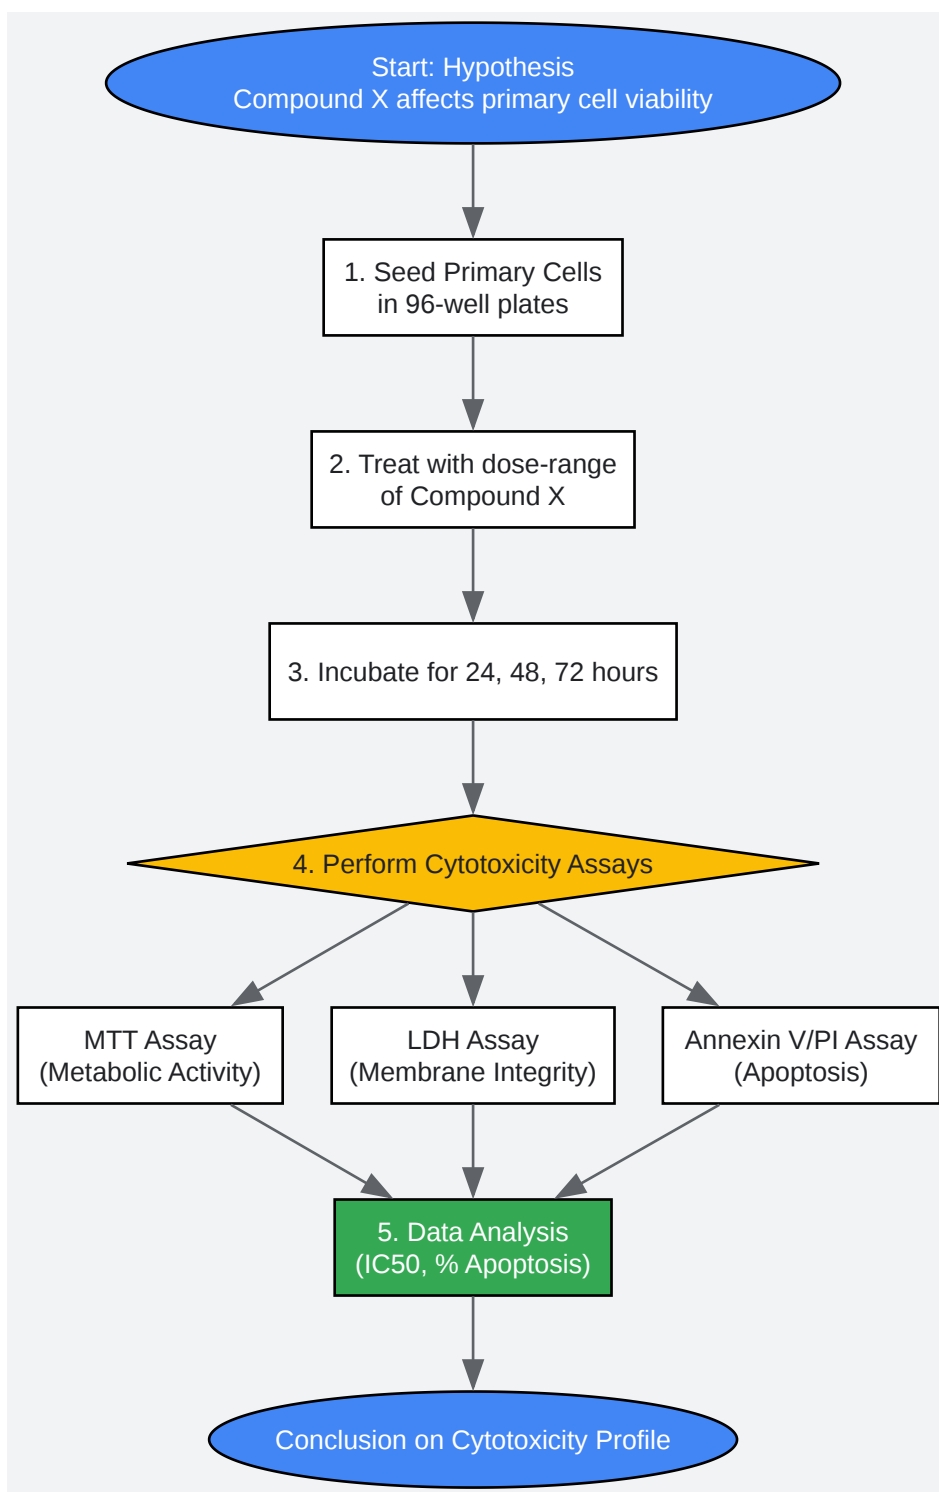 Start: Hypothesis
Compound X affects primary cell viability
1. Seed Primary Cells
in 96-well plates
2. Treat with dose-range
of Compound X
3. Incubate for 24, 48, 72 hours
4. Perform Cytotoxicity Assays
MTT Assay
(Metabolic Activity)
LDH Assay
(Membrane Integrity)
Annexin V/PI Assay
(Apoptosis)
5. Data Analysis
(IC50, % Apoptosis)
Conclusion on Cytotoxicity Profile